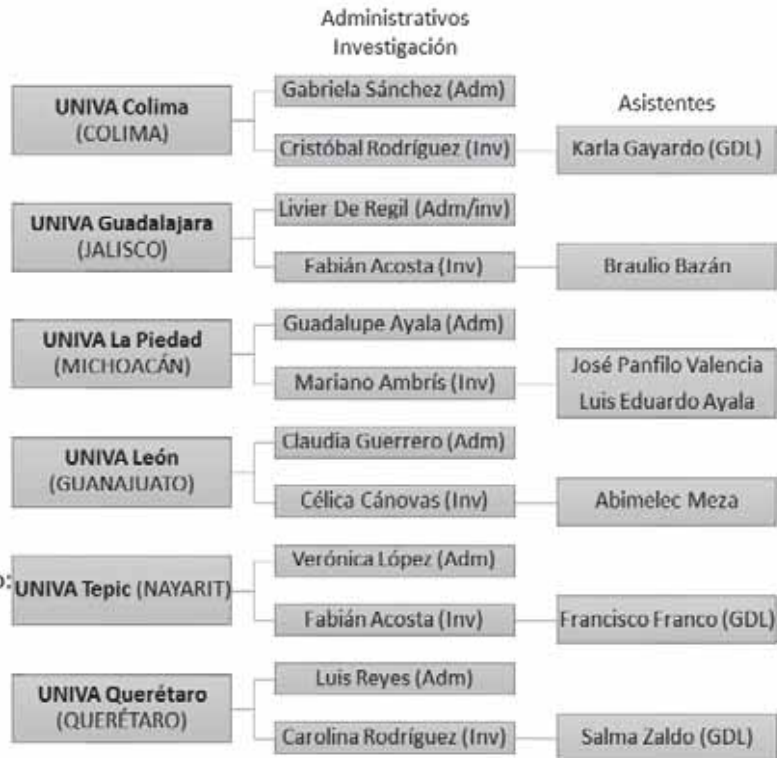 Administrativos
Investigación
Asistentes
UNIVA Colima
(COLIMA)
Gabriela Sánchez (Adm)
Cristóbal Rodríguez (Inv)
Karla Gayardo (GDL)
UNIVA Guadalajara
(JALISCO)
Livier De Regil (Adm/inv)
Fabián Acosta (Inv)
Braulio Bazán
UNIVA La Piedad
(MICHOACÁN)
Guadalupe Ayala (Adm)
Mariano Ambrís (Inv)
José Panfilo Valencia
Luis Eduardo Ayala
UNIVA León
(GUANAJUATO)
Claudia Guerrero (Adm)
Célica Cánovas (Inv)
Abimelec Meza
UNIVA Tepic (NAYARIT)
Verónica López (Adm)
Fabián Acosta (Inv)
Francisco Franco (GDL)
UNIVA Querétaro
(QUERÉTARO)
Luis Reyes (Adm)
Carolina Rodríguez (Inv)
Salma Zaldo (GDL)